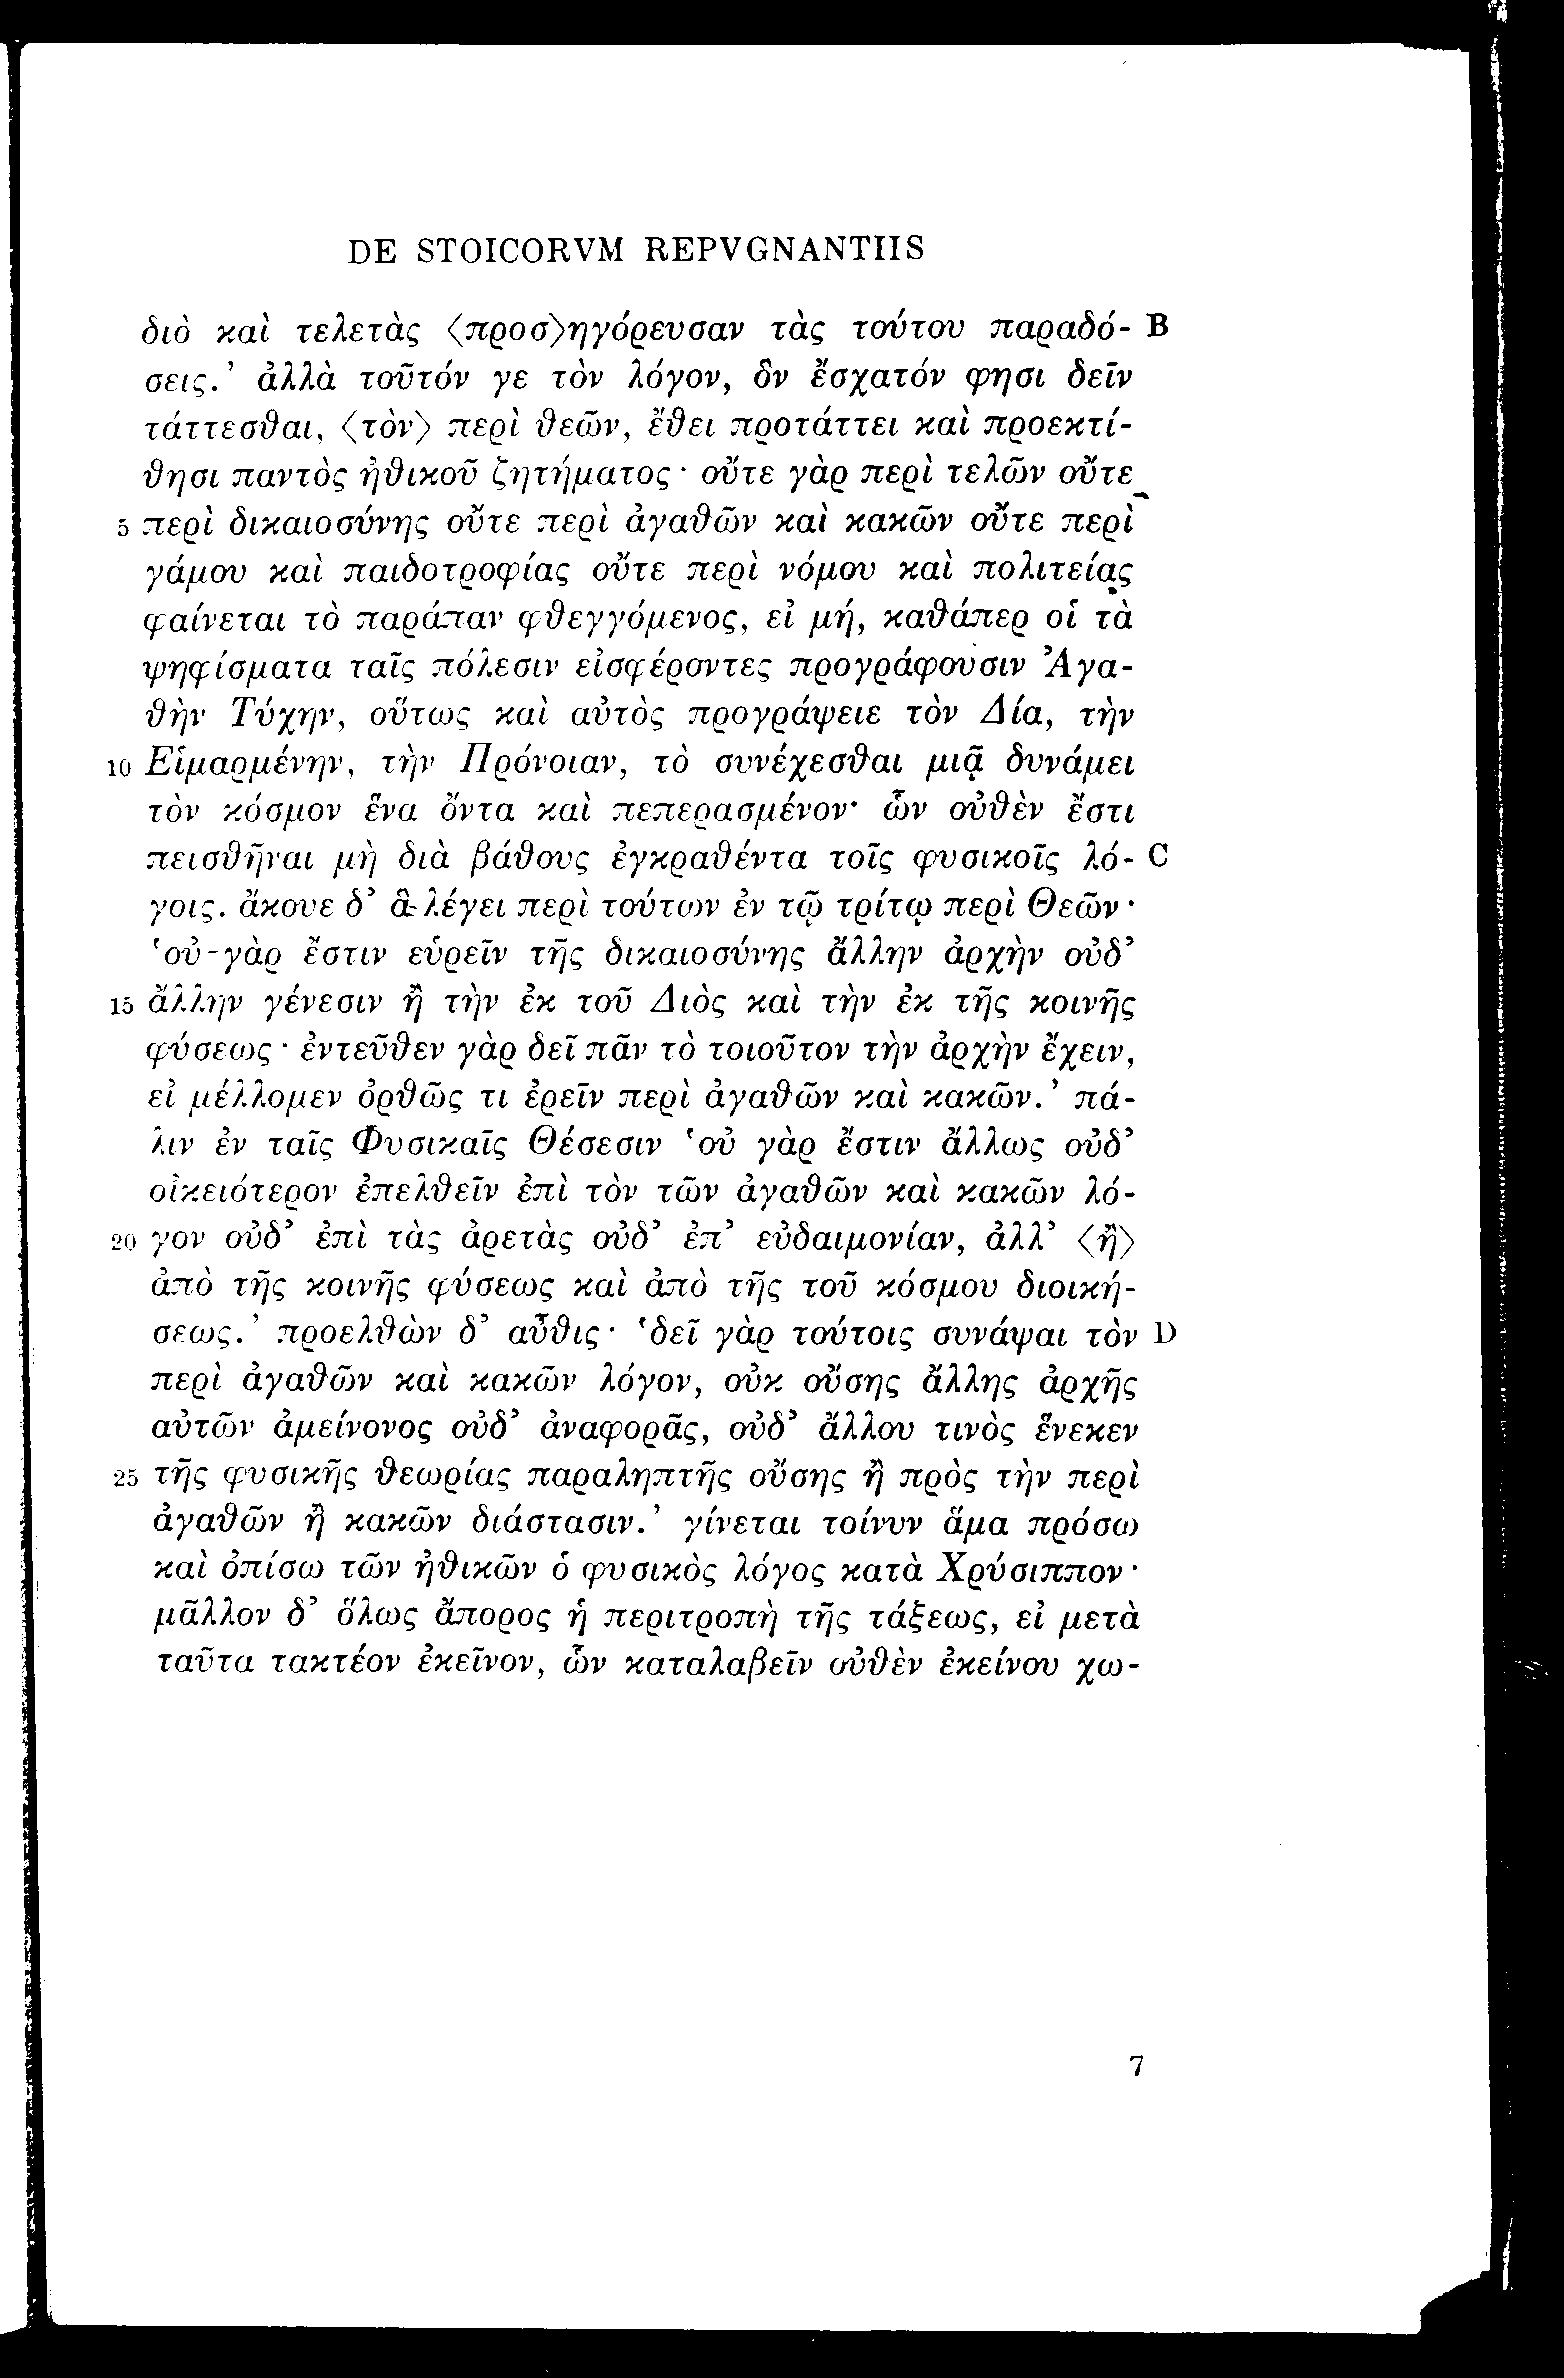 DE STOICORVM REPVGNANTIIS
διὸ καὶ τελετὰς ⟨προσ⟩ηγόρευσαν τὰς τούτου παραδό- B
σεις.’ ἀλλὰ τοῦτόν γε τὸν λόγον, ὃν ἔσχατόν φησι δεῖν
τάττεσθαι, ⟨τὸν⟩ περὶ θεῶν, ἔθει προτάττει καὶ προεκτί-
θησι παντὸς ἠθικοῦ ζητήματος· οὔτε γὰρ περὶ τελῶν οὔτε
5 περὶ δικαιοσύνης οὔτε περὶ ἀγαθῶν καὶ κακῶν οὔτε περὶ
γάμου καὶ παιδοτροφίας οὔτε περὶ νόμου καὶ πολιτείας
φαίνεται τὸ παράπαν φθεγγόμενος, εἰ μή, καθάπερ οἱ τὰ
ψηφίσματα ταῖς πόλεσιν εἰσφέροντες προγράφουσιν Ἀγα-
θὴν Τύχην, οὕτως καὶ αὐτὸς προγράψειε τὸν Δία, τὴν
10 Εἱμαρμένην, τὴν Πρόνοιαν, τὸ συνέχεσθαι μιᾷ δυνάμει
τὸν κόσμον ἕνα ὄντα καὶ πεπερασμένον· ὧν οὐθὲν ἔστι
πεισθῆναι μὴ διὰ βάθους ἐγκραθέντα τοῖς φυσικοῖς λό- C
γοις. ἄκουε δ’ ἃ λέγει περὶ τούτων ἐν τῷ τρίτῳ περὶ Θεῶν·
‘οὐ γὰρ ἔστιν εὑρεῖν τῆς δικαιοσύνης ἄλλην ἀρχὴν οὐδ’
15 ἄλλην γένεσιν ἢ τὴν ἐκ τοῦ Διὸς καὶ τὴν ἐκ τῆς κοινῆς
φύσεως· ἐντεῦθεν γὰρ δεῖ πᾶν τὸ τοιοῦτον τὴν ἀρχὴν ἔχειν,
εἰ μέλλομεν ὀρθῶς τι ἐρεῖν περὶ ἀγαθῶν καὶ κακῶν.’ πά-
λιν ἐν ταῖς Φυσικαῖς Θέσεσιν ‘οὐ γὰρ ἔστιν ἄλλως οὐδ’
οἰκειότερον ἐπελθεῖν ἐπὶ τὸν τῶν ἀγαθῶν καὶ κακῶν λό-
20 γον οὐδ’ ἐπὶ τὰς ἀρετὰς οὐδ’ ἐπ’ εὐδαιμονίαν, ἀλλ’ ⟨ἢ⟩
ἀπὸ τῆς κοινῆς φύσεως καὶ ἀπὸ τῆς τοῦ κόσμου διοική-
σεως.’ προελθὼν δ’ αὖθις· ‘δεῖ γὰρ τούτοις συνάψαι τὸν D
περὶ ἀγαθῶν καὶ κακῶν λόγον, οὐκ οὔσης ἄλλης ἀρχῆς
αὐτῶν ἀμείνονος οὐδ’ ἀναφορᾶς, οὐδ’ ἄλλου τινὸς ἕνεκεν
25 τῆς φυσικῆς θεωρίας παραληπτῆς οὔσης ἢ πρὸς τὴν περὶ
ἀγαθῶν ἢ κακῶν διάστασιν.’ γίνεται τοίνυν ἅμα πρόσω
καὶ ὀπίσω τῶν ἠθικῶν ὁ φυσικὸς λόγος κατὰ Χρύσιππον·
μᾶλλον δ’ ὅλως ἄπορος ἡ περιτροπὴ τῆς τάξεως, εἰ μετὰ
ταῦτα τακτέον ἐκεῖνον, ὧν καταλαβεῖν οὐθὲν ἐκείνου χω-
7